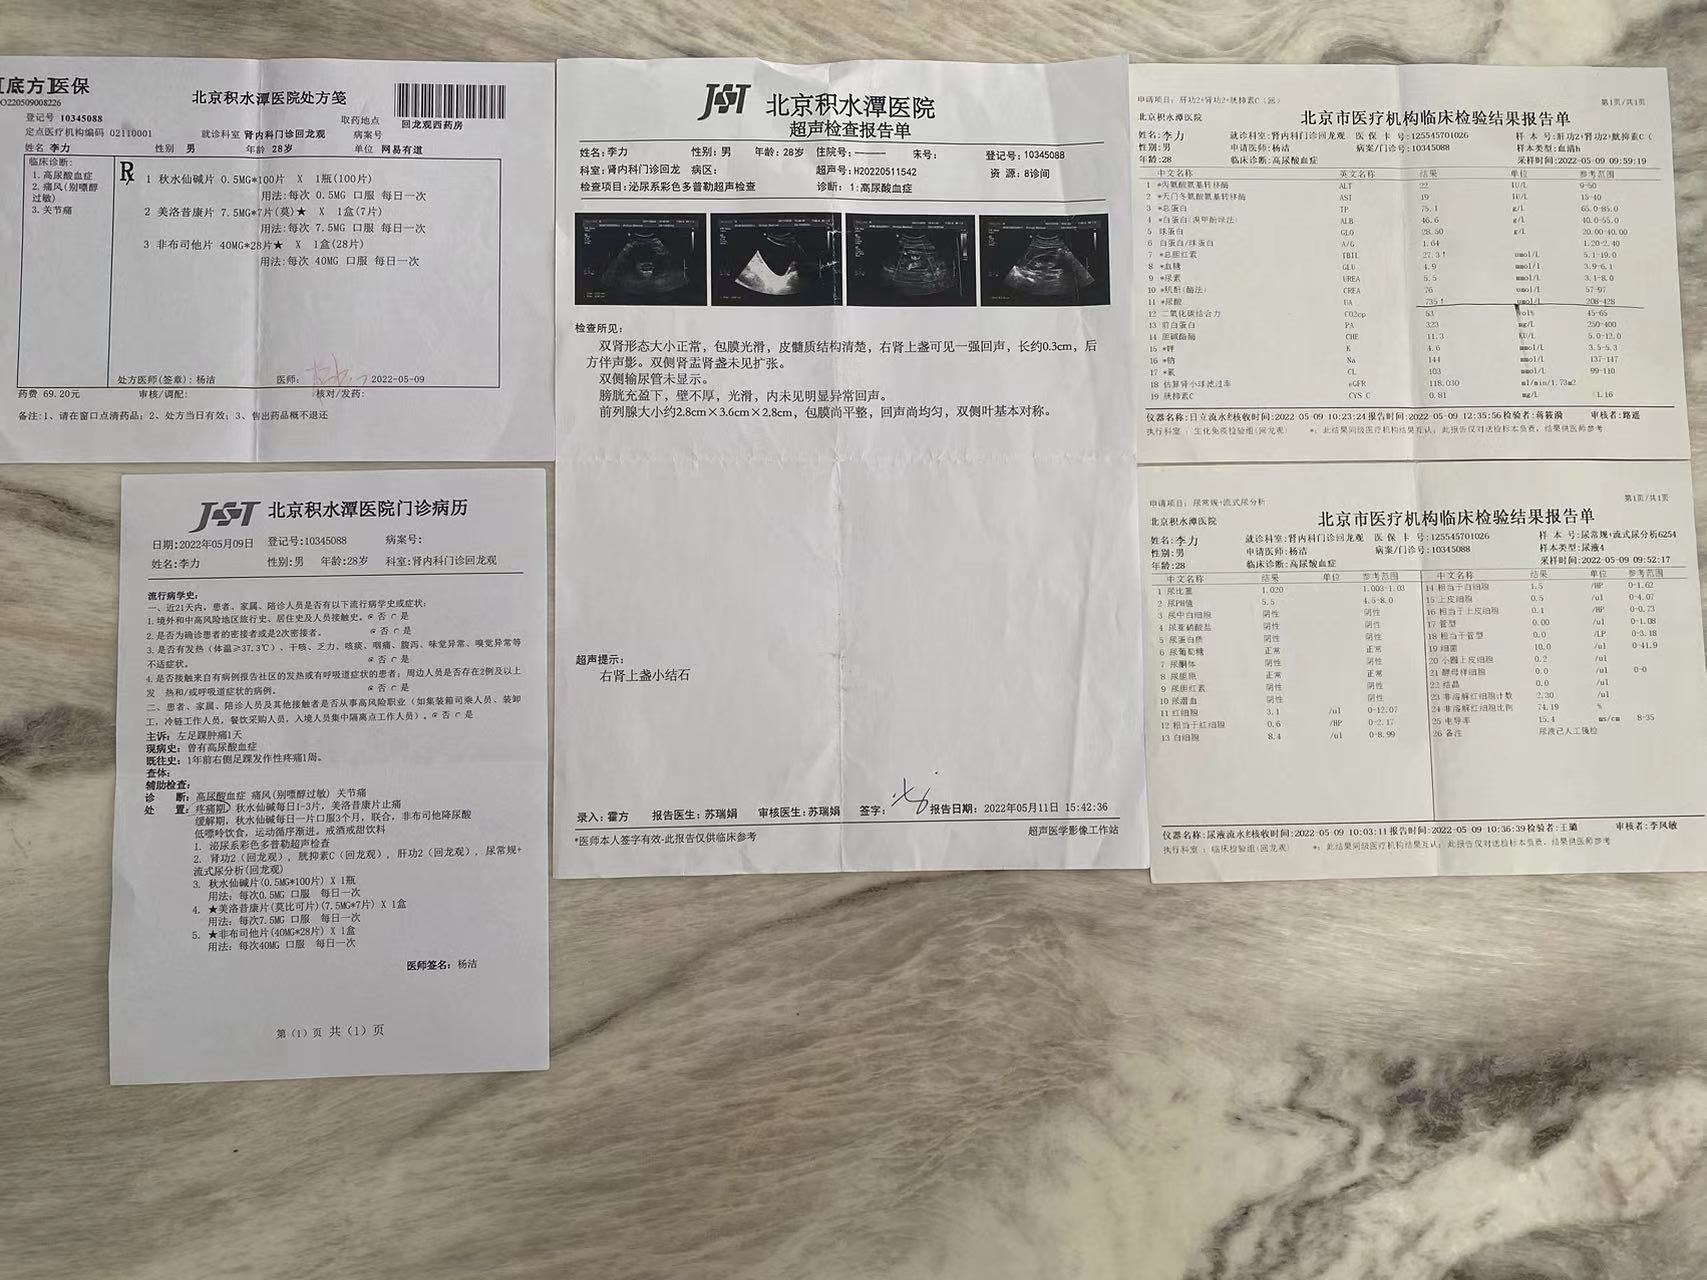 [底方]医保
O220509008226
北京积水潭医院处方笺
登记号 10345088
取药地点
回龙观西药房
定点医疗机构编码 02110001
就诊科室 肾内科门诊回龙观
病案号
姓名 李力
性别 男
年龄 28岁
单位 网易有道
临床诊断:
1. 高尿酸血症
2. 痛风(别嘌醇过敏)
3. 关节痛
R
1 秋水仙碱片 0.5MG*100片 X 1瓶(100片)
用法:每次 0.5MG 口服 每日一次
2 美洛昔康片 7.5MG*7片(莫)★ X 1盒(7片)
用法:每次 7.5MG 口服 每日一次
3 非布司他片 40MG*28片★ X 1盒(28片)
用法:每次 40MG 口服 每日一次
处方医师(签章): 杨洁
医师:
2022-05-09
药费 69.20元
审核/调配:
核对/发药:
备注:1、请在窗口点清药品; 2、处方当日有效; 3、售出药品概不退还
JST 北京积水潭医院门诊病历
日期:2022年05月09日 登记号:10345088 病案号:
姓名:李力 性别:男 年龄:28岁 科室:肾内科门诊回龙观
流行病学史:
一、近21天内, 患者、家属、陪诊人员是否有以下流行病学史或症状:
1. 境外和中高风险地区旅行史、居住史及人员接触史。 否 是
2. 是否为确诊患者的密接者或是2次密接者。 否 是
3. 是否有发热(体温≥37.3℃)、干咳、乏力、咳痰、咽痛、腹泻、味觉异常、嗅觉异常等
不适症状。 否 是
4. 是否接触来自有病例报告社区的发热或有呼吸道症状的患者; 周边人员是否存在2例及以上
发 热和/或呼吸道症状的病例。 否 是
二、患者、家属、陪诊人员及其他接触者是否从事高风险职业(如集装箱司乘人员、装卸
工, 冷链工作人员, 餐饮采购人员, 入境人员集中隔离点工作人员)。 否 是
主诉: 左足踝肿痛1天
现病史: 曾有高尿酸血症
既往史: 1年前右侧足踝发作性疼痛1周。
查体:
辅助检查:
诊 断: 高尿酸血症 痛风(别嘌醇过敏) 关节痛
处 置: 疼痛期, 秋水仙碱每日1-3片, 美洛昔康片止痛
缓解期, 秋水仙碱每日一片口服3个月, 联合, 非布司他降尿酸
低嘌呤饮食, 运动循序渐进。戒酒戒甜饮料
1. 泌尿系彩色多普勒超声检查
2. 肾功2(回龙观), 胱抑素C(回龙观), 肝功2(回龙观), 尿常规+
流式尿分析(回龙观)
3. 秋水仙碱片(0.5MG*100片) X 1瓶
用法: 每次0.5MG 口服 每日一次
4. ★美洛昔康片(莫比可片)(7.5MG*7片) X 1盒
用法: 每次7.5MG 口服 每日一次
5. ★非布司他片(40MG*28片) X 1盒
用法: 每次40MG 口服 每日一次
医师签名: 杨洁
第(1)页 共(1)页
JST 北京积水潭医院
超声检查报告单
姓名: 李力 性别: 男 年龄: 28岁 住院号: ——— 床号: 登记号: 10345088
科室: 肾内科门诊回龙 病区: 超声号: H20220511542 资 源: 8诊间
检查项目: 泌尿系彩色多普勒超声检查 诊断: 1:高尿酸血症
检查所见:
双肾形态大小正常, 包膜光滑, 皮髓质结构清楚, 右肾上盏可见一强回声, 长约0.3cm, 后
方伴声影。双侧肾盂肾盏未见扩张。
双侧输尿管未显示。
膀胱充盈下, 壁不厚, 光滑, 内未见明显异常回声。
前列腺大小约2.8cm×3.6cm×2.8cm, 包膜尚平整, 回声尚均匀, 双侧叶基本对称。
超声提示:
右肾上盏小结石
录入: 霍方 报告医生: 苏瑞娟 审核医生: 苏瑞娟 签字: 报告日期: 2022年05月11日 15:42:36
*医师本人签字有效·此报告仅供临床参考
超声医学影像工作站
申请项目: 肝功2+肾功2+胱抑素C(回)
第1页/共1页
北京积水潭医院
北京市医疗机构临床检验结果报告单
姓名: 李力 就诊科室:肾内科门诊回龙观 医 保 卡 号: 125545701026 样 本 号: 肝功2+肾功2+胱抑素C(
性别: 男 申请医师: 杨洁 病案/门诊号: 10345088 样本类型: 血清h
年龄: 28 临床诊断: 高尿酸血症 采样时间:2022-05-09 09:59:19
中文名称 英文名称 结果 单位 参考范围
1 *丙氨酸氨基转移酶 ALT 22 IU/L 9-50
2 *天门冬氨酸氨基转移酶 AST 19 IU/L 15-40
3 *总蛋白 TP 75.1 g/L 65.0-85.0
4 *白蛋白(溴甲酚绿法) ALB 46.6 g/L 40.0-55.0
5 球蛋白 GLO 28.50 g/L 20.00-40.00
6 白蛋白/球蛋白 A/G 1.64 1.20-2.40
7 *总胆红素 TBIL 27.3↑ umol/L 5.1-19.0
8 *血糖 GLU 4.9 mmol/L 3.9-6.1
9 *尿素 UREA 5.5 mmol/L 3.1-8.0
10 *肌酐(酶法) CREA 76 umol/L 57-97
11 *尿酸 UA 735↑ umol/L 208-428
12 二氧化碳结合力 CO2cp 53 vol% 45-65
13 前白蛋白 PA 323 mg/L 250-400
14 胆碱酯酶 CHE 11.3 KU/L 5.0-12.0
15 *钾 K 4.6 mmol/L 3.5-5.3
16 *钠 Na 144 mmol/L 137-147
17 *氯 CL 103 mmol/L 99-110
18 估算肾小球滤过率 eGFR 118.030 ml/min/1.73m2
19 胱抑素C CYS C 0.81 mg/L <1.16
仪器名称:日立流水线核收时间:2022-05-09 10:23:24 报告时间:2022-05-09 12:35:56 检验者: 审核者: 路遥
执行科室: 生化免疫检验组(回龙观) *: 此结果同级医疗机构结果互认; 此报告仅对送检标本负责, 结果供医师参考
申请项目: 尿常规+流式尿分析
第1页/共1页
北京积水潭医院
北京市医疗机构临床检验结果报告单
姓名: 李力 就诊科室: 肾内科门诊回龙观 医 保 卡 号: 125545701026 样 本 号: 尿常规+流式尿分析6254
性别: 男 申请医师: 杨洁 病案/门诊号: 10345088 样本类型: 尿液4
年龄: 28 临床诊断: 高尿酸血症 采样时间:2022-05-09 09:52:17
中文名称 结果 单位 参考范围
1 尿比重 1.020 1.003-1.03
2 尿PH值 5.5 4.5-8.0
3 尿中白细胞 阴性 阴性
4 尿亚硝酸盐 阴性 阴性
5 尿蛋白质 阴性 阴性
6 尿葡萄糖 正常 正常
7 尿酮体 阴性 阴性
8 尿胆原 正常 正常
9 尿胆红素 阴性 阴性
10 尿潜血 阴性 阴性
11 红细胞 3.1 /ul 0-12.07
12 相当于红细胞 0.6 /HP 0-2.17
13 白细胞 8.4 /ul 0-8.99
中文名称 结果 单位 参考范围
14 相当于白细胞 1.5 /HP 0-1.62
15 上皮细胞 0.5 /ul 0-4.07
16 相当于上皮细胞 0.1 /HP 0-0.73
17 管型 0.00 /ul 0-1.08
18 相当于管型 0.0 /LP 0-3.18
19 细菌 10.0 /ul 0-41.9
20 小圆上皮细胞 0.2 /ul
21 酵母样细胞 0.0 /ul 0-0
22 结晶 0.0 /ul
23 非溶解红细胞计数 2.30 /ul
24 非溶解红细胞比例 74.19 %
25 电导率 15.4 ms/cm 8-35
26 备注 尿液已人工镜检
仪器名称:尿液流水线核收时间:2022-05-09 10:03:11 报告时间:2022-05-09 10:36:39 检验者: 王璐 审核者: 李凤敏
执行科室: 临床检验组(回龙观) *: 此结果同级医疗机构结果互认; 此报告仅对送检标本负责, 结果供医师参考